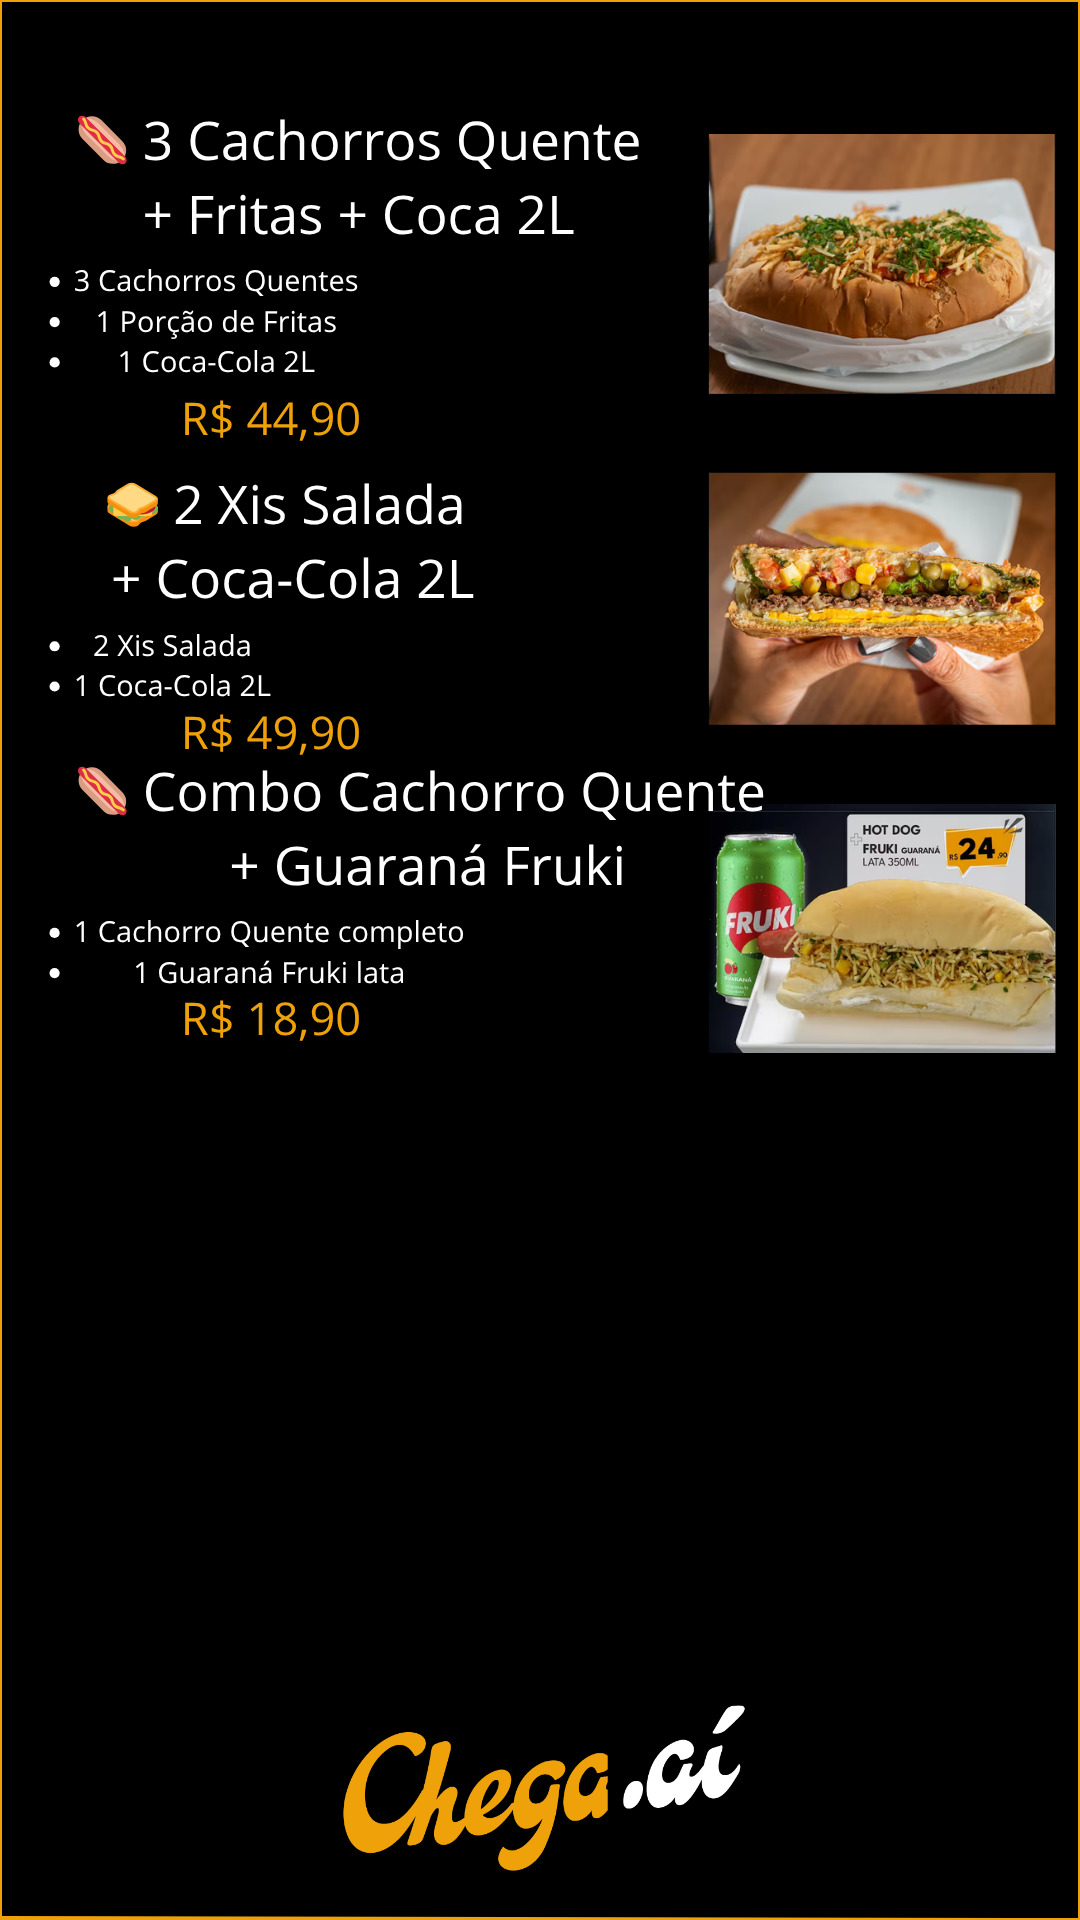 🌭 3 Cachorros Quente
+ Fritas + Coca 2L
• 3 Cachorros Quentes
• 1 Porção de Fritas
• 1 Coca-Cola 2L
R$ 44,90
🥪 2 Xis Salada
+ Coca-Cola 2L
• 2 Xis Salada
• 1 Coca-Cola 2L
R$ 49,90
🌭 Combo Cachorro Quente
+ Guaraná Fruki
• 1 Cachorro Quente completo
• 1 Guaraná Fruki lata
R$ 18,90
HOT DOG
+
FRUKI GUARANÁ
LATA 350ML
R$ 24,90
FRUKI
GUARANÁ
Chega.aí